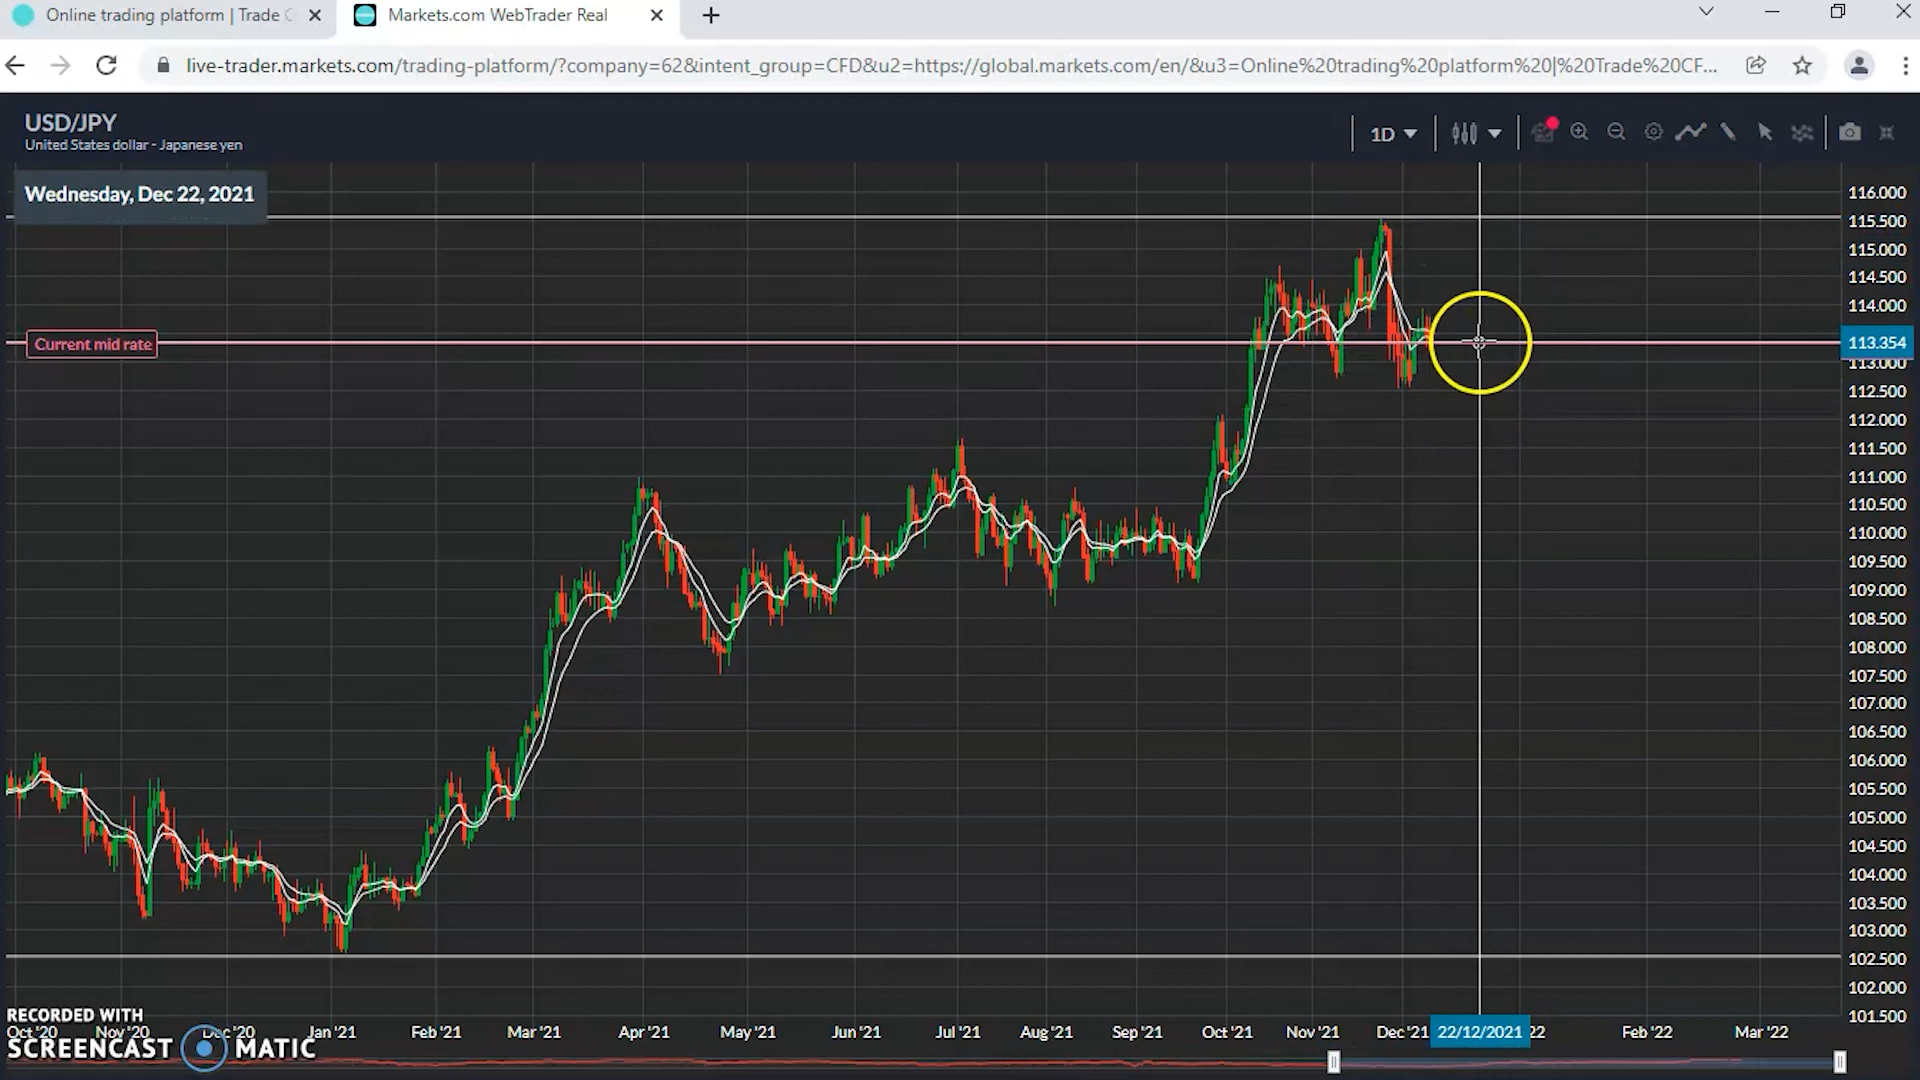 Online trading platform | Trade C
Markets.com WebTrader Real
live-trader.markets.com/trading-platform/?company=62&intent_group=CFD&u2=https://global.markets.com/en/&u3=Online%20trading%20platform%20|%20Trade%20CF...
USD/JPY
United States dollar - Japanese yen
1D
Wednesday, Dec 22, 2021
116.000
115.500
115.000
114.500
114.000
Current mid rate
113.354
113.000
112.500
112.000
111.500
111.000
110.500
110.000
109.500
109.000
108.500
108.000
107.500
107.000
106.500
106.000
105.500
105.000
104.500
104.000
103.500
103.000
102.500
102.000
101.500
Oct '20 Nov '20 Dec '20 Jan '21 Feb '21 Mar '21 Apr '21 May '21 Jun '21 Jul '21 Aug '21 Sep '21 Oct '21 Nov '21 Dec '21 22/12/2021 22 Feb '22 Mar '22
RECORDED WITH
SCREENCAST MATIC